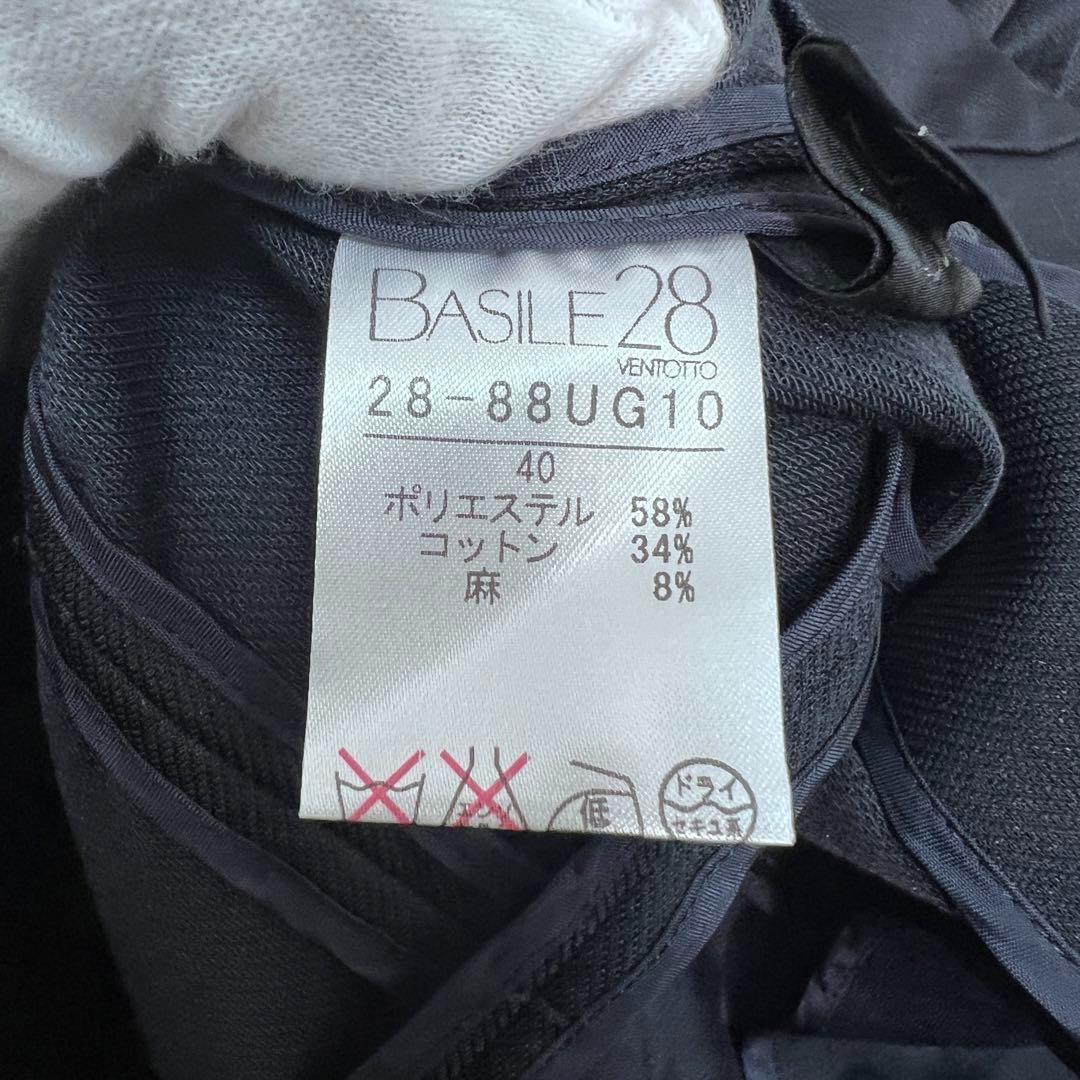 BASILE28
VENTOTTO
28-88UG10
40
ポリエステル 58%
コットン 34%
麻 8%
低
ドライ
セキユ系